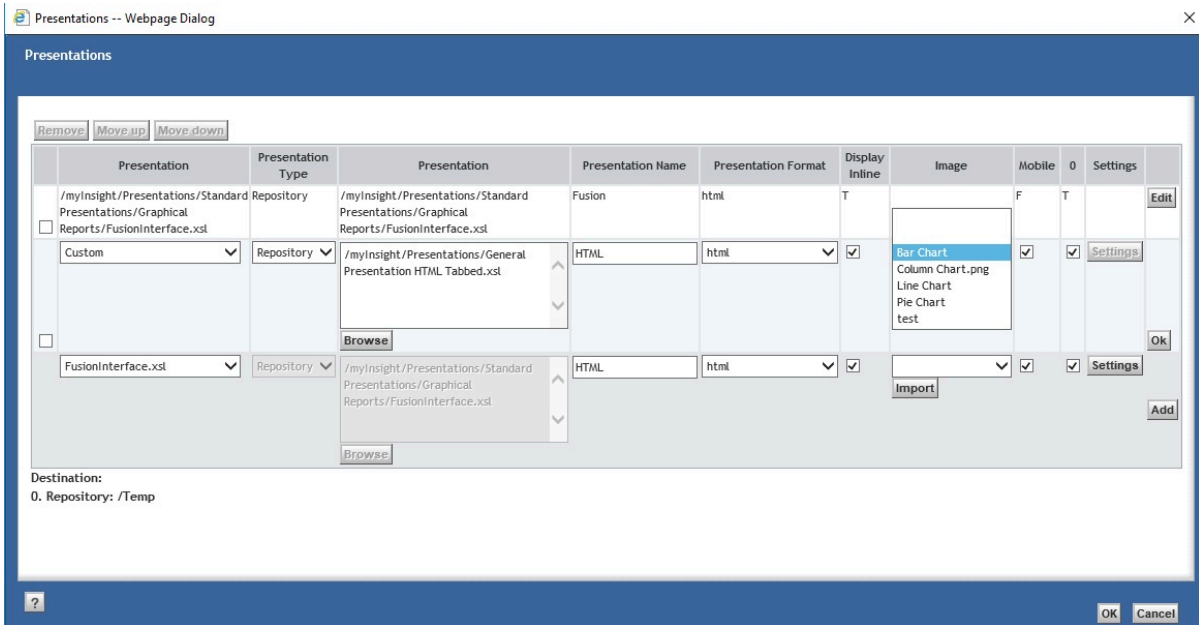 Presentations -- Webpage Dialog
Presentations
Remove Move up Move down
Presentation Presentation Type Presentation Presentation Name Presentation Format Display Inline Image Mobile 0 Settings
/myInsight/Presentations/Standard Repository /myInsight/Presentations/Standard Fusion html T F T Edit
Presentations/Graphical Presentations/Graphical
Reports/FusionInterface.xsl Reports/FusionInterface.xsl
Custom Repository /myInsight/Presentations/General HTML html Bar Chart Settings
Presentation HTML Tabbed.xsl Column Chart.png
Line Chart
Pie Chart
test
Browse Ok
FusionInterface.xsl Repository /myInsight/Presentations/Standard HTML html Settings
Presentations/Graphical Import
Reports/FusionInterface.xsl
Add
Browse
Destination:
0. Repository: /Temp
?
OK Cancel